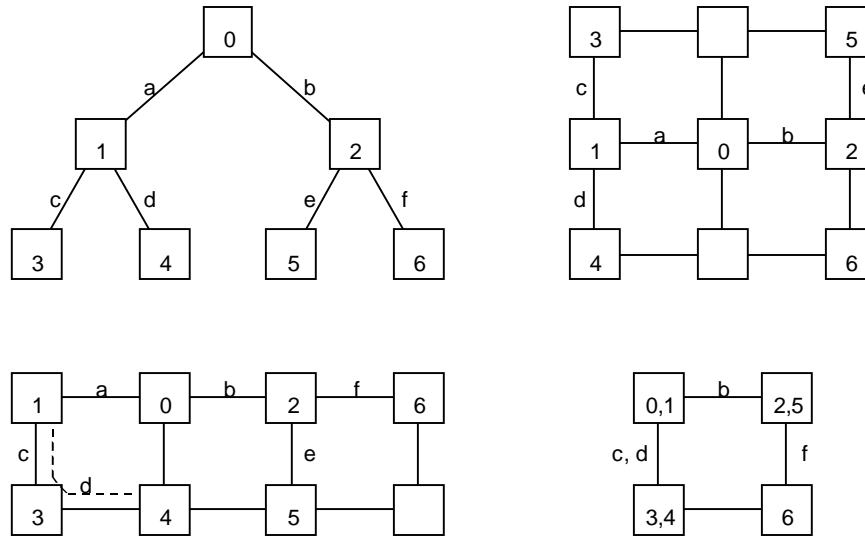 0
a b
1 2
c d e f
3 4 5 6
3 5
c e
1 a 0 b 2
d
4 6
1 a 0 b 2 f 6
c e
d
3 4 5
0,1 b 2,5
c, d f
3,4 6